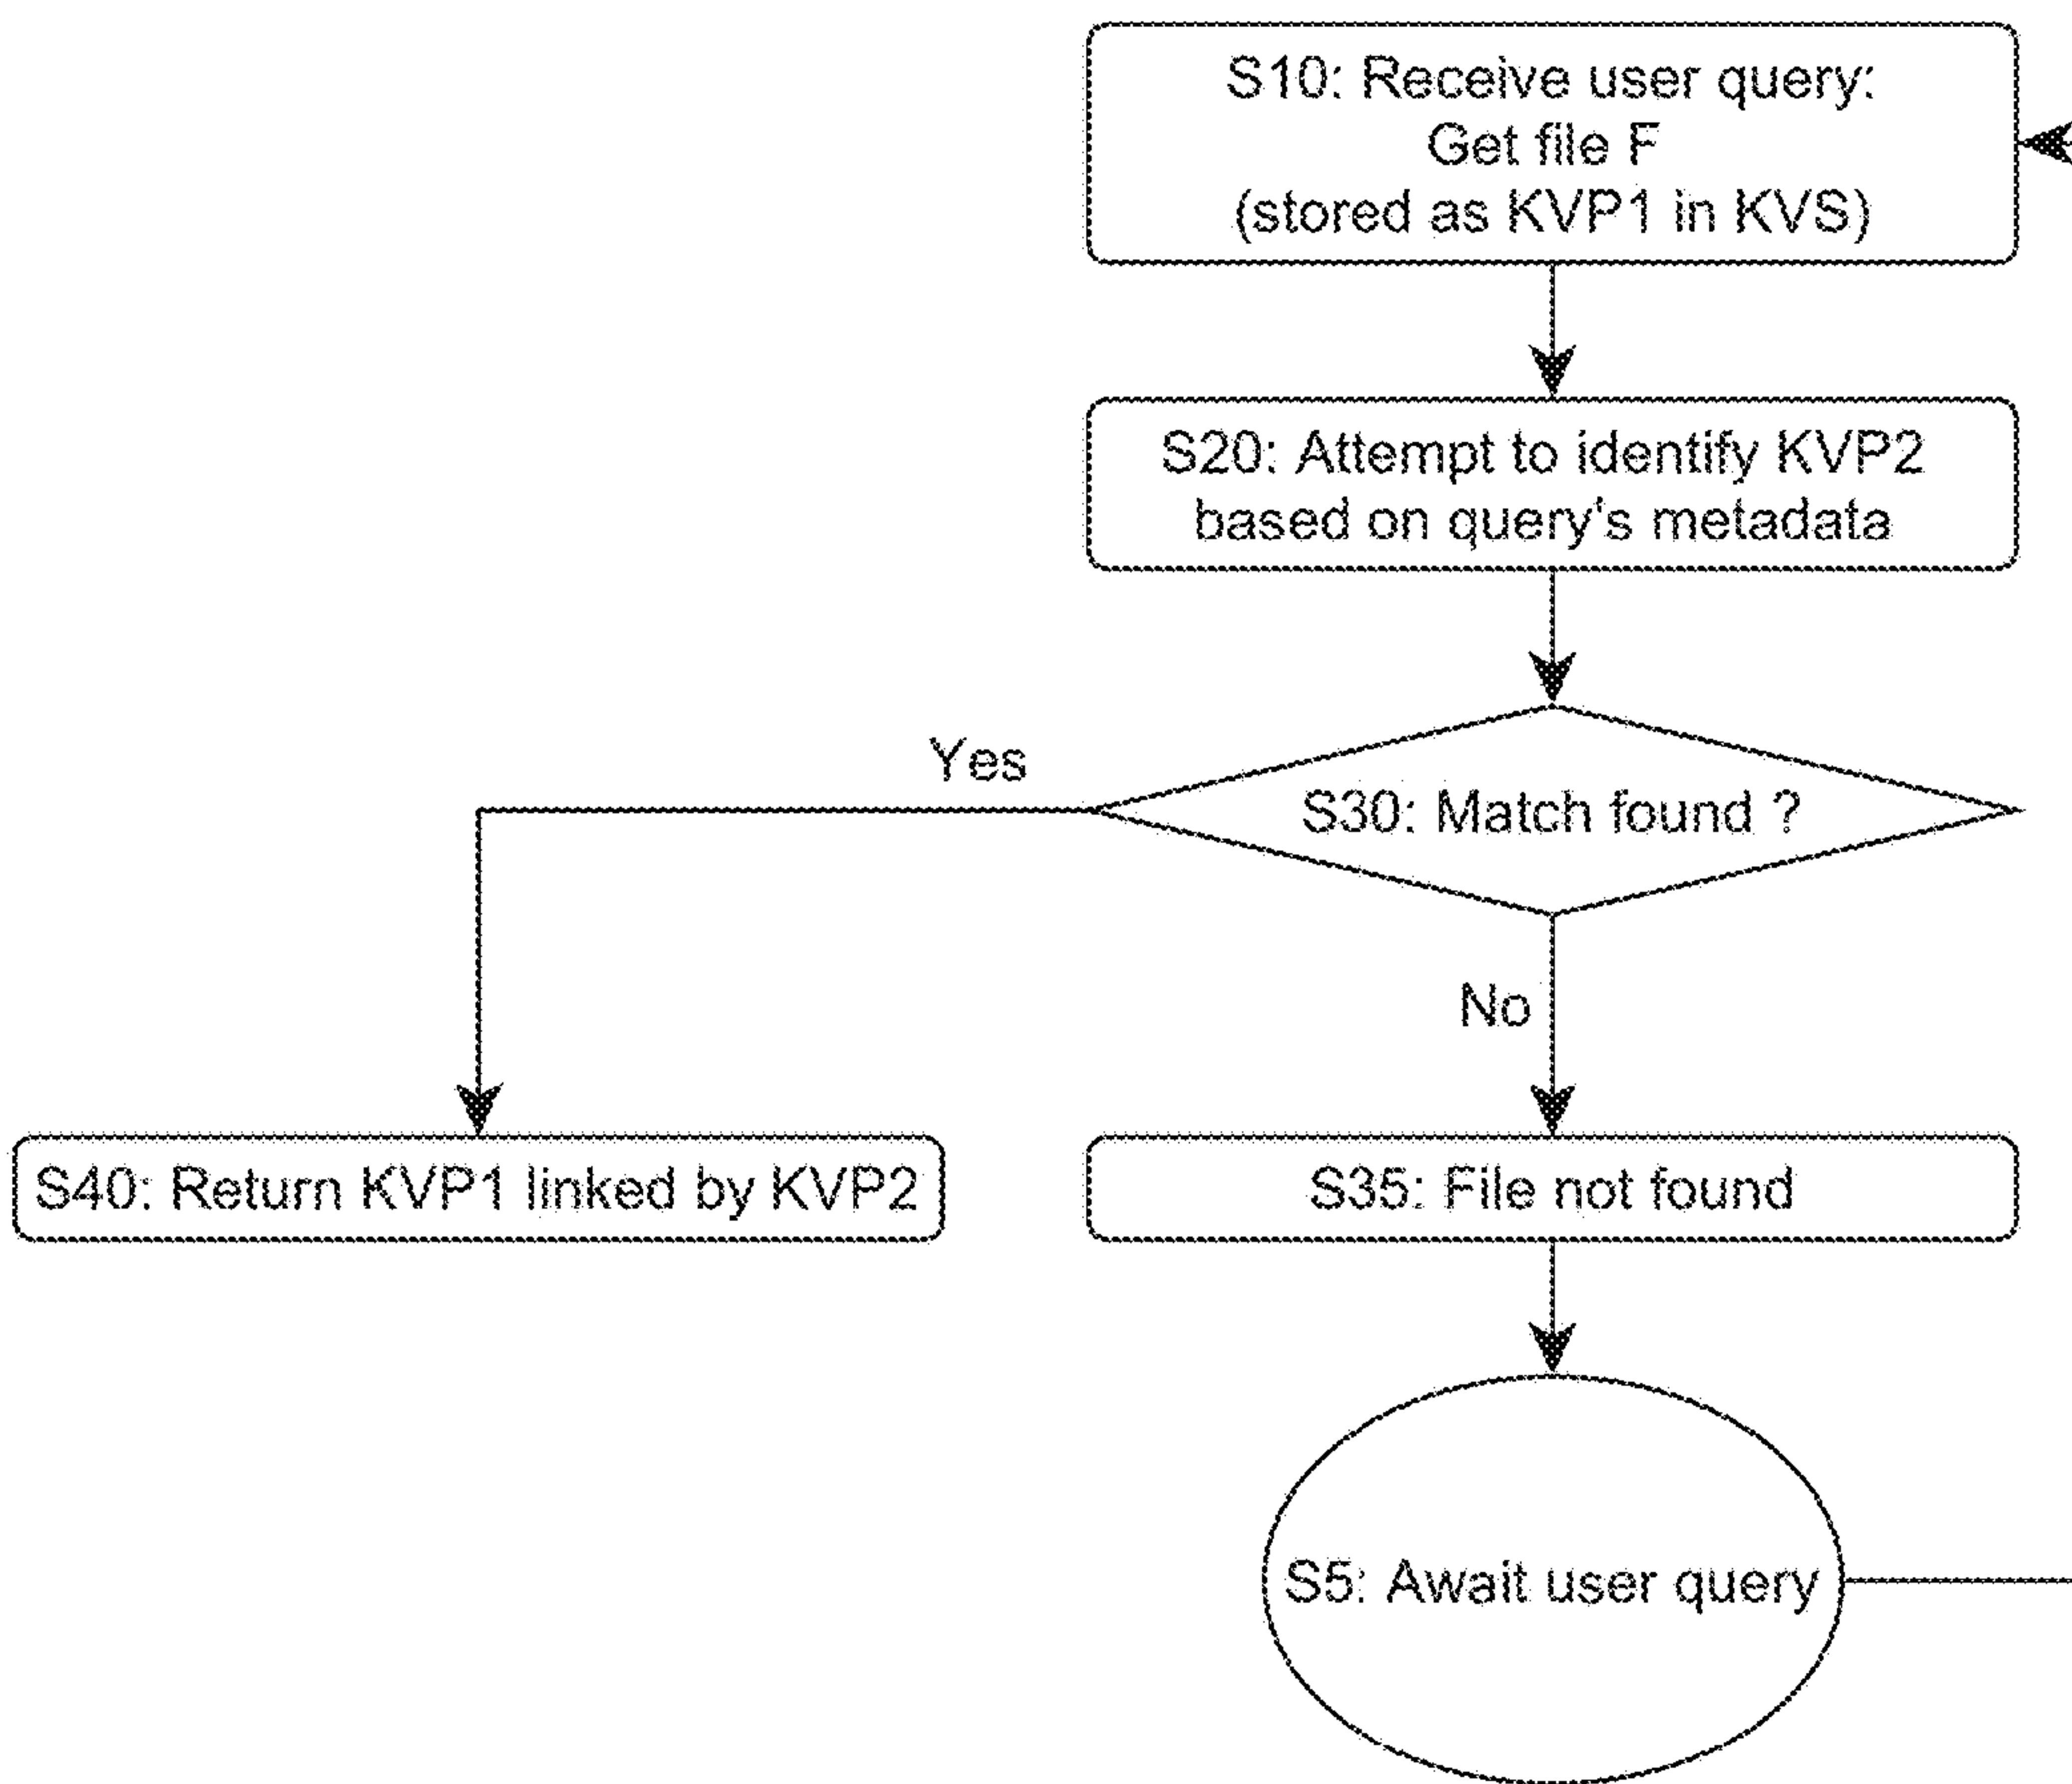 S10: Receive user query:
Get file F
(stored as KVP1 in KVS)
S20: Attempt to identify KVP2
based on query's metadata
Yes
S30: Match found ?
No
S40: Return KVP1 linked by KVP2
S35: File not found
S5: Await user query